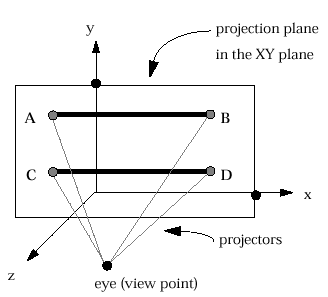 y
projection plane
in the XY plane
A
B
C
D
x
projectors
z
eye (view point)